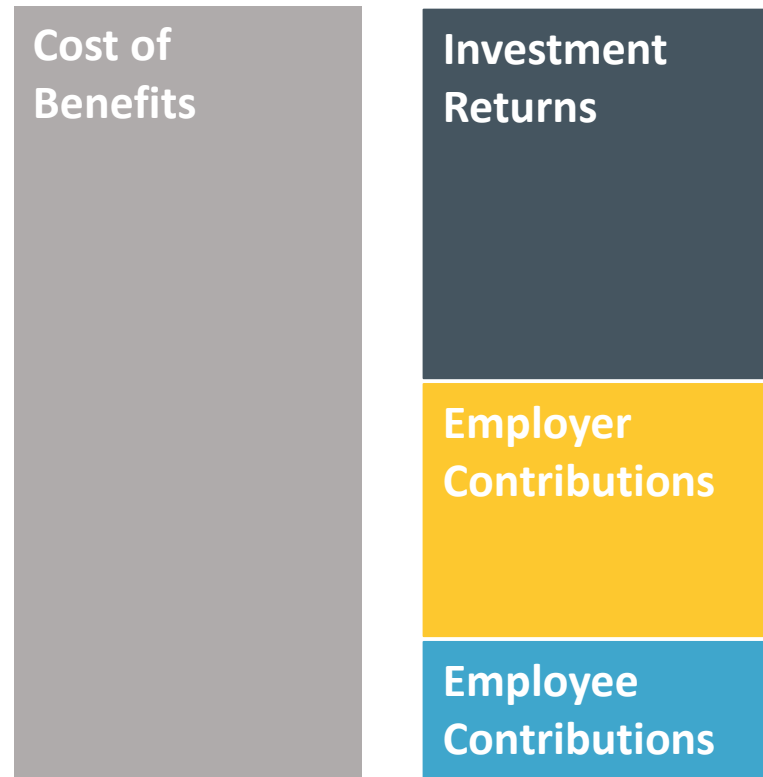 Cost of
Benefits
Investment
Returns
Employer
Contributions
Employee
Contributions